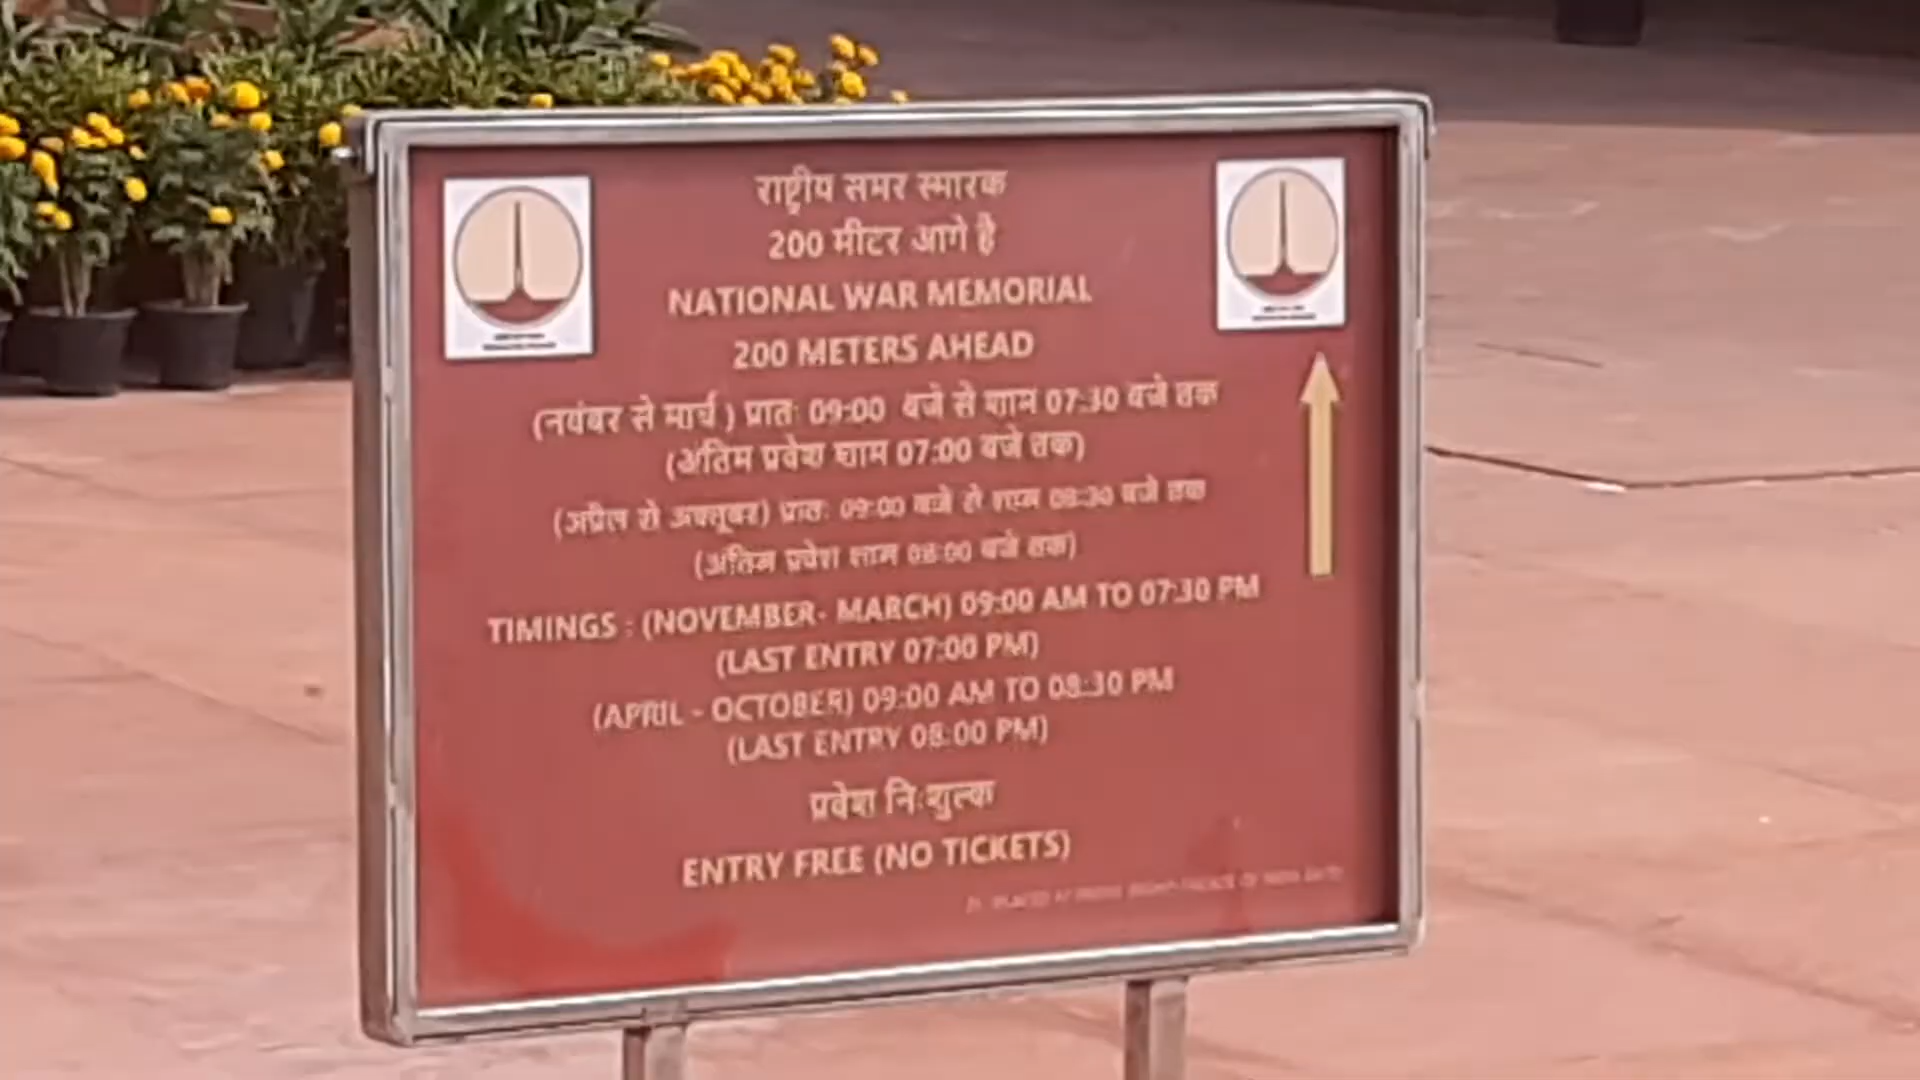 राष्ट्रीय समर स्मारक
200 मीटर आगे है
NATIONAL WAR MEMORIAL
200 METERS AHEAD
(नवंबर से मार्च ) प्रातः 09:00 बजे से शाम 07:30 बजे तक
(अंतिम प्रवेश शाम 07:00 बजे तक)
(अप्रैल से अक्तूबर) प्रातः 09:00 बजे से शाम 08:30 बजे तक
(अंतिम प्रवेश शाम 08:00 बजे तक)
TIMINGS : (NOVEMBER- MARCH) 09:00 AM TO 07:30 PM
(LAST ENTRY 07:00 PM)
(APRIL - OCTOBER) 09:00 AM TO 08:30 PM
(LAST ENTRY 08:00 PM)
प्रवेश निःशुल्क
ENTRY FREE (NO TICKETS)